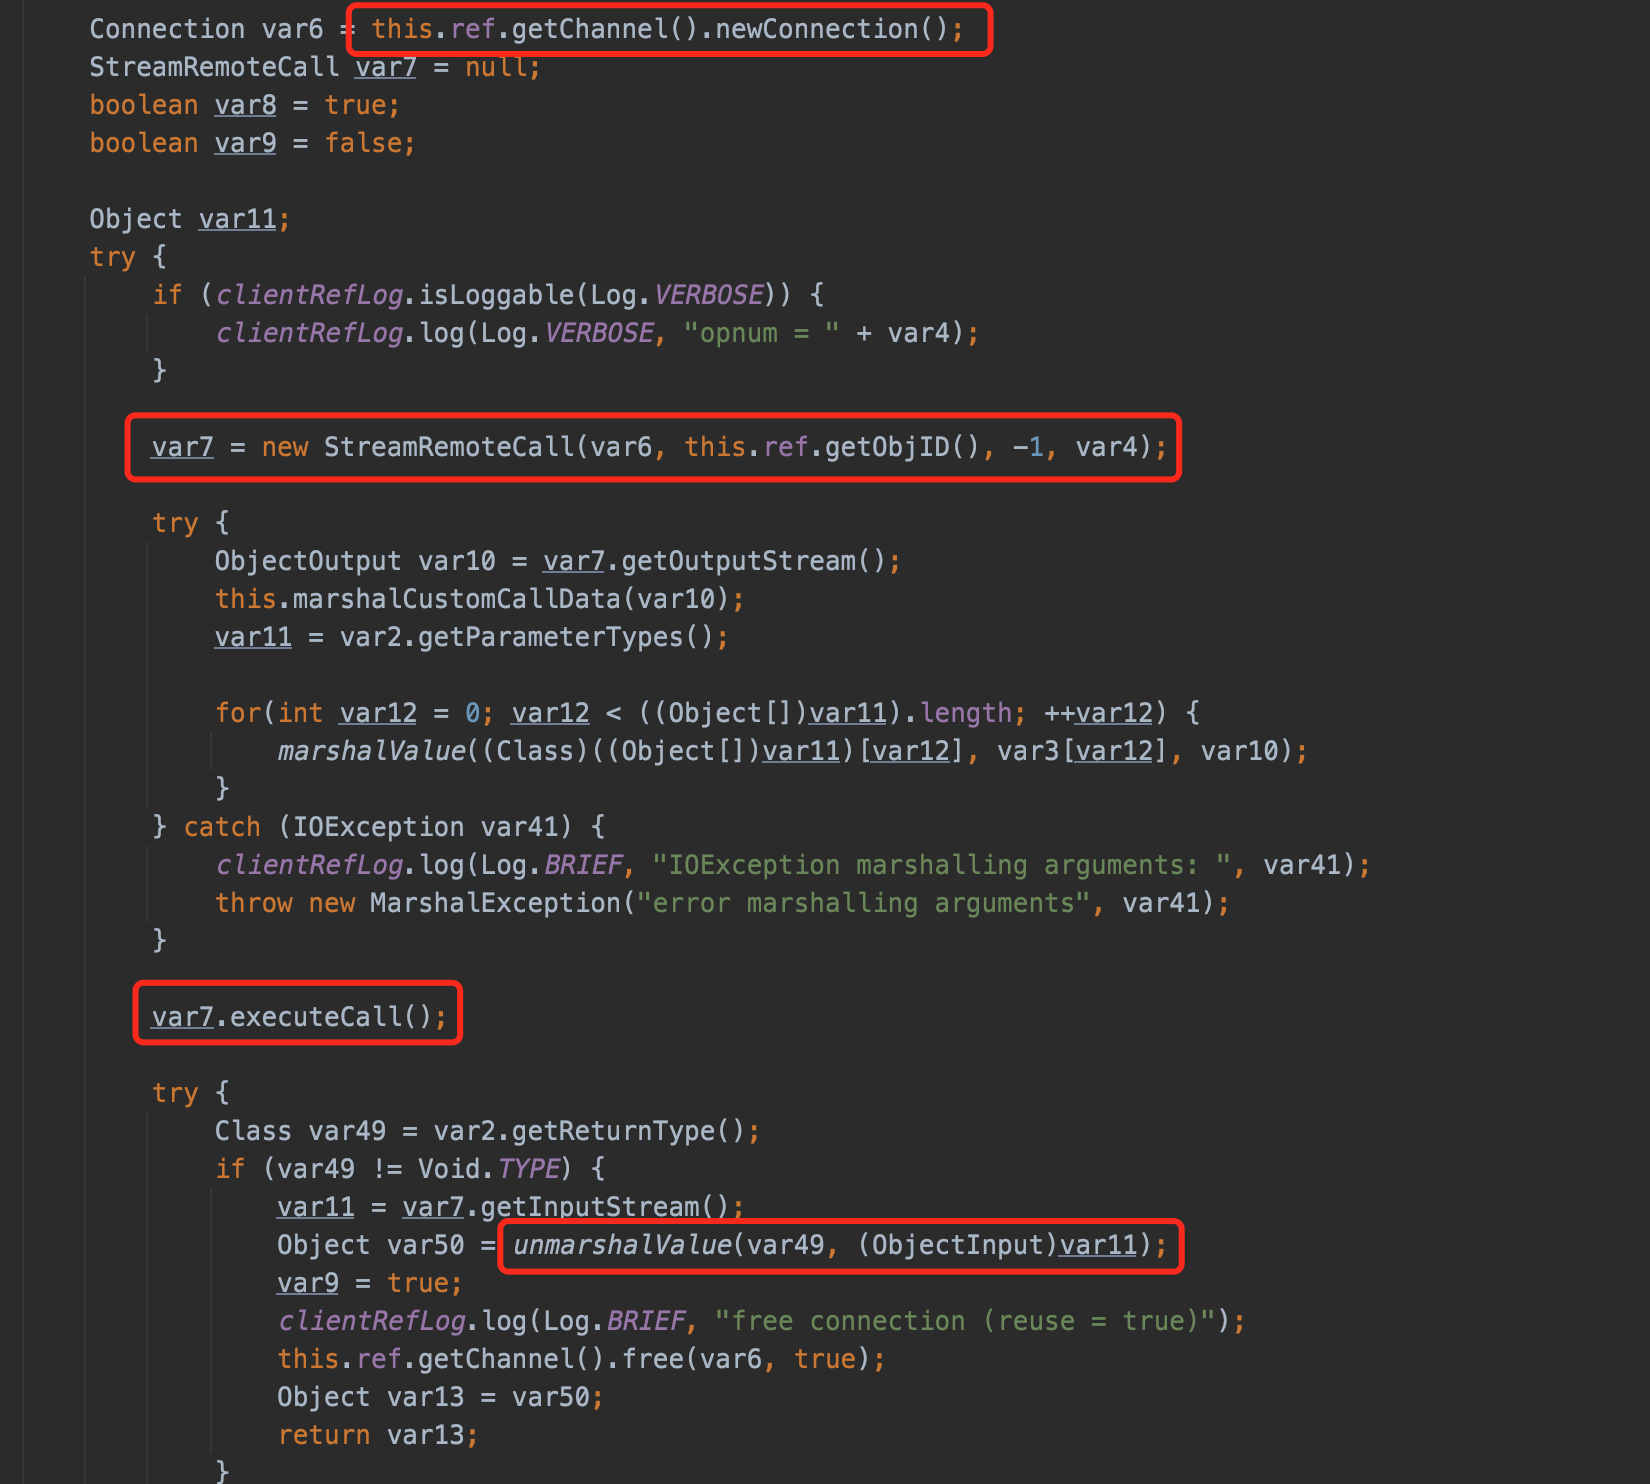 Connection var6 = this.ref.getChannel().newConnection();
StreamRemoteCall var7 = null;
boolean var8 = true;
boolean var9 = false;
Object var11;
try {
if (clientRefLog.isLoggable(Log.VERBOSE)) {
clientRefLog.log(Log.VERBOSE, "opnum = " + var4);
}
var7 = new StreamRemoteCall(var6, this.ref.getObjID(), -1, var4);
try {
ObjectOutput var10 = var7.getOutputStream();
this.marshalCustomCallData(var10);
var11 = var2.getParameterTypes();
for(int var12 = 0; var12 < ((Object[])var11).length; ++var12) {
marshalValue((Class)((Object[])var11)[var12], var3[var12], var10);
}
} catch (IOException var41) {
clientRefLog.log(Log.BRIEF, "IOException marshalling arguments: ", var41);
throw new MarshalException("error marshalling arguments", var41);
}
var7.executeCall();
try {
Class var49 = var2.getReturnType();
if (var49 != Void.TYPE) {
var11 = var7.getInputStream();
Object var50 = unmarshalValue(var49, (ObjectInput)var11);
var9 = true;
clientRefLog.log(Log.BRIEF, "free connection (reuse = true)");
this.ref.getChannel().free(var6, true);
Object var13 = var50;
return var13;
}